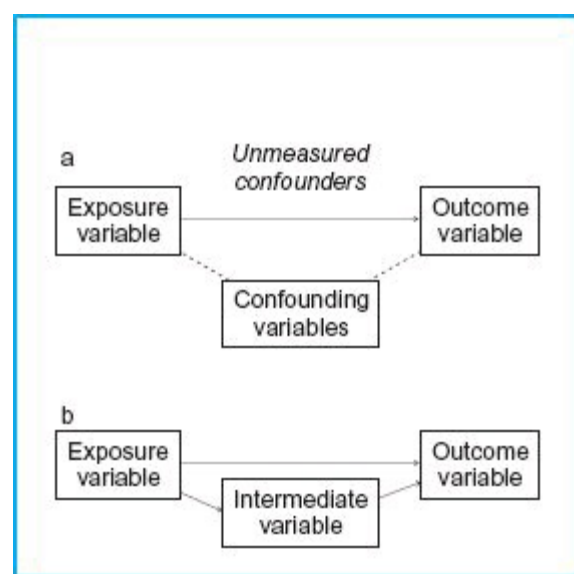 a
Unmeasured
confounders
Exposure
variable
Outcome
variable
Confounding
variables
b
Exposure
variable
Outcome
variable
Intermediate
variable